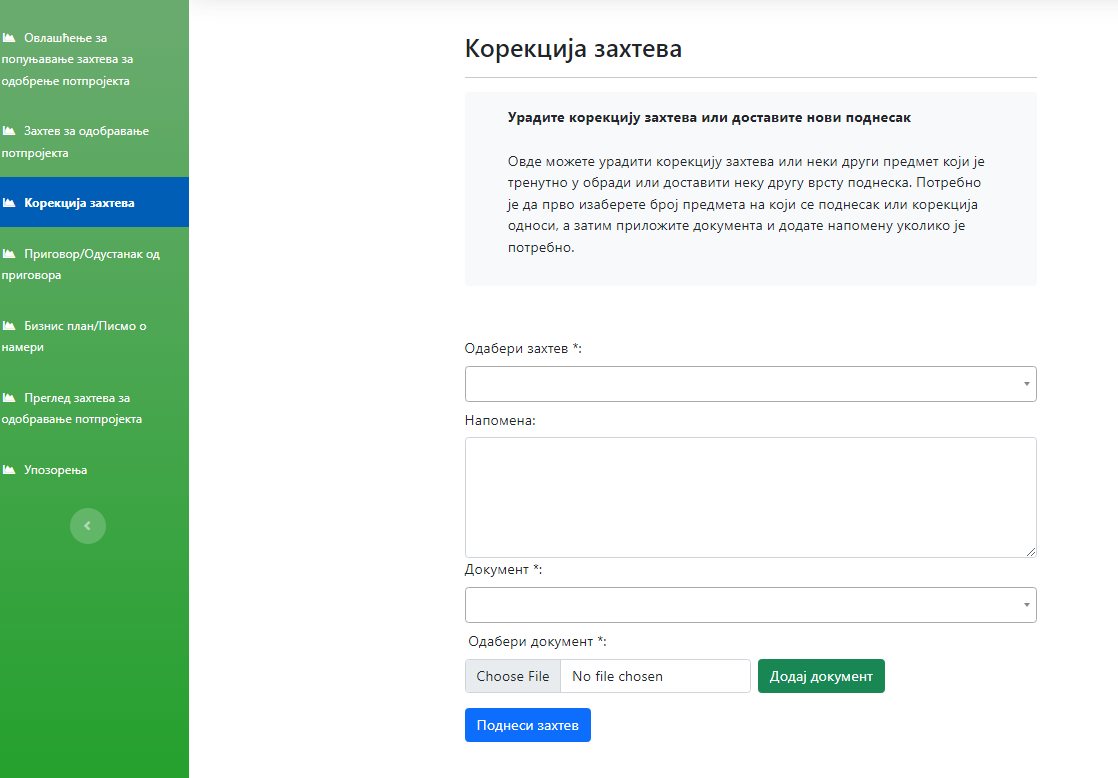 Овлашћење за
попуњавање захтева за
одобрење потпројекта
Захтев за одобравање
потпројекта
Корекција захтева
Приговор/Одустанак од
приговора
Бизнис план/Писмо о
намери
Преглед захтева за
одобравање потпројекта
Упозорења
Корекција захтева
Урадите корекцију захтева или доставите нови поднесак
Овде можете урадити корекцију захтева или неки други предмет који је
тренутно у обради или доставити неку другу врсту поднеска. Потребно
је да прво изаберете број предмета на који се поднесак или корекција
односи, а затим приложите документа и додате напомену уколико је
потребно.
Одабери захтев *:
Напомена:
Документ *:
Одабери документ *:
Choose File No file chosen Додај документ
Поднеси захтев